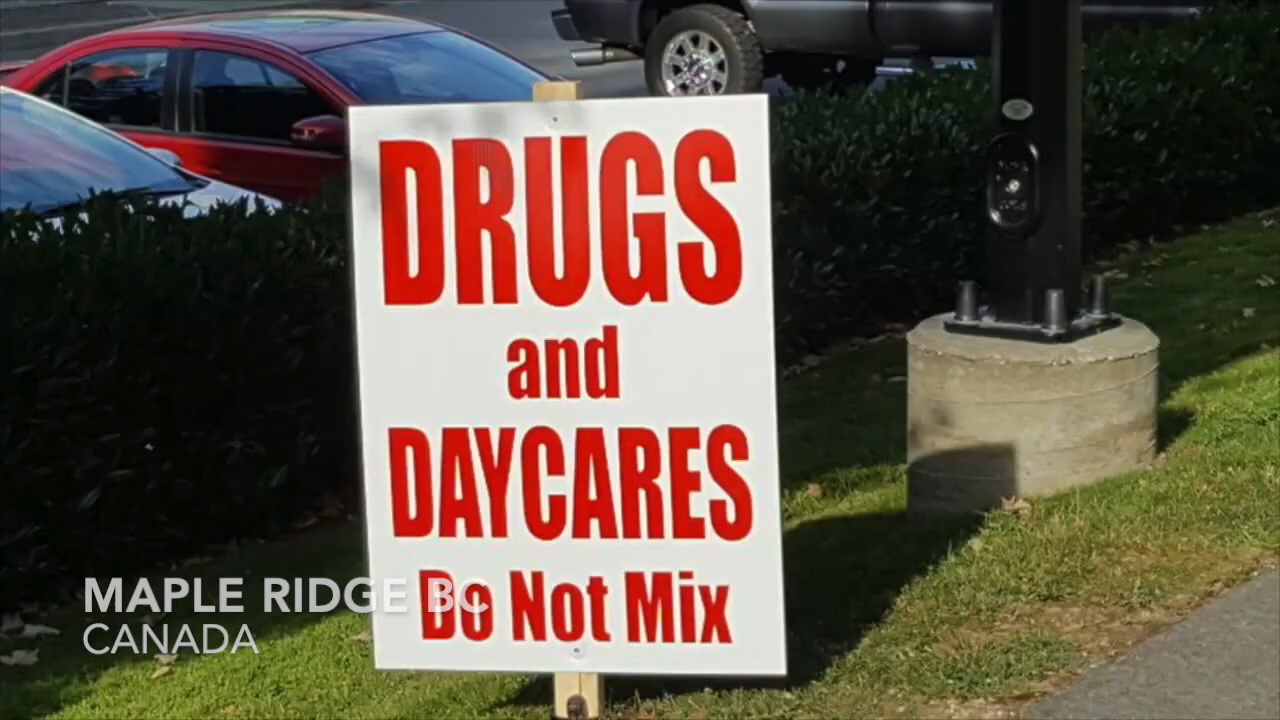 DRUGS
and
DAYCARES
Do Not Mix
MAPLE RIDGE BC
CANADA